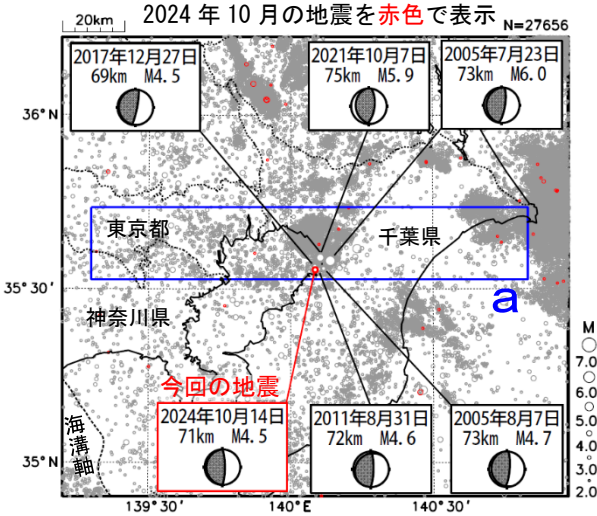 2024年10月の地震を赤色で表示
N=27656
20km
2017年12月27日
69km M4.5
2021年10月7日
75km M5.9
2005年7月23日
73km M6.0
36°N
東京都
千葉県
35°30′N
a
神奈川県
今回の地震
2024年10月14日
71km M4.5
2011年8月31日
72km M4.6
2005年8月7日
73km M4.7
海溝軸
35°N
139°30′E
140°E
140°30′E
M
7.0
6.0
5.0
4.0
3.0
2.0